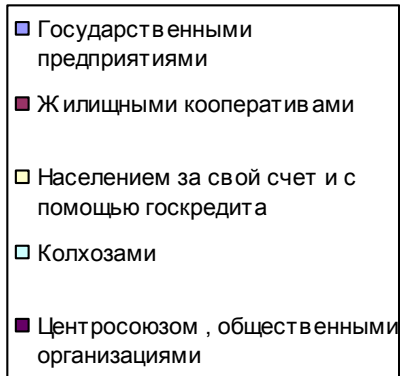 Государственными
предприятиями
Жилищными кооперативами
Населением за свой счет и с
помощью госкредита
Колхозами
Центросоюзом , общественными
организациями